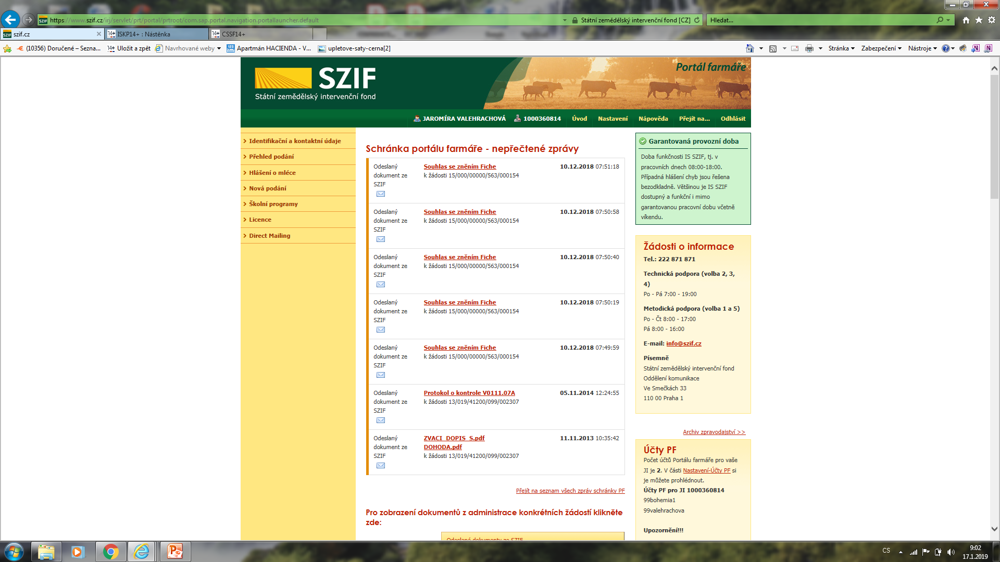 https://www.szif.cz/irj/servlet/prt/portal/prtroot/com.sap.portal.navigation.portallauncher.default
Státní zemědělský intervenční fond [CZ]
Hledat...
szif.cz
ISKP14+ : Nástěnka
CSSF14+
(10356) Doručené – Sezna...
Uložit a zpět
Navrhované weby
Apartmán HACIENDA - V...
upletove-saty-cerna[2]
Stránka
Zabezpečení
Nástroje
SZIF
Státní zemědělský intervenční fond
Portál farmáře
JAROMÍRA VALEHRACHOVÁ
1000360814
Úvod
Nastavení
Nápověda
Přejít na...
Odhlásit
Identifikační a kontaktní údaje
Přehled podání
Hlášení o mléce
Nová podání
Školní programy
Licence
Direct Mailing
Schránka portálu farmáře - nepřečtené zprávy
Odeslaný dokument ze SZIF
Souhlas se zněním Fiche
k žádosti 15/000/00000/563/000154
10.12.2018 07:51:18
Odeslaný dokument ze SZIF
Souhlas se zněním Fiche
k žádosti 15/000/00000/563/000154
10.12.2018 07:50:58
Odeslaný dokument ze SZIF
Souhlas se zněním Fiche
k žádosti 15/000/00000/563/000154
10.12.2018 07:50:40
Odeslaný dokument ze SZIF
Souhlas se zněním Fiche
k žádosti 15/000/00000/563/000154
10.12.2018 07:50:19
Odeslaný dokument ze SZIF
Souhlas se zněním Fiche
k žádosti 15/000/00000/563/000154
10.12.2018 07:49:59
Odeslaný dokument ze SZIF
Protokol o kontrole V0111.07A
k žádosti 13/019/41200/099/002307
05.11.2014 12:24:55
Odeslaný dokument ze SZIF
ZVACI_DOPIS_S.pdf
DOHODA.pdf
k žádosti 13/019/41200/099/002307
11.11.2013 10:35:42
Přejít na seznam všech zpráv schránky PF
Pro zobrazení dokumentů z administrace konkrétních žádostí klikněte
zde:
Odeslané dokumenty ze SZIF
Garantovaná provozní doba
Doba funkčnosti IS SZIF, tj. v
pracovních dnech 08:00-18:00.
Případná hlášení chyb jsou řešena
bezodkladně. Většinou je IS SZIF
dostupný a funkční i mimo
garantovanou pracovní dobu včetně
víkendu.
Žádosti o informace
Tel.: 222 871 871
Technická podpora (volba 2, 3,
4)
Po - Pá 7:00 - 19:00
Metodická podpora (volba 1 a 5)
Po - Čt 8:00 - 17:00
Pá 8:00 - 16:00
E-mail: info@szif.cz
Písemně
Státní zemědělský intervenční fond
Oddělení komunikace
Ve Smečkách 33
110 00 Praha 1
Archiv zpravodajství >>
Účty PF
Počet účtů Portálu farmáře pro vaše
JI je 2. V části Nastavení-Účty PF si
je můžete prohlédnout.
Účty PF pro JI 1000360814
99bohemia1
99valehrachova
Upozornění!!!
CS
9:02
17.1.2019